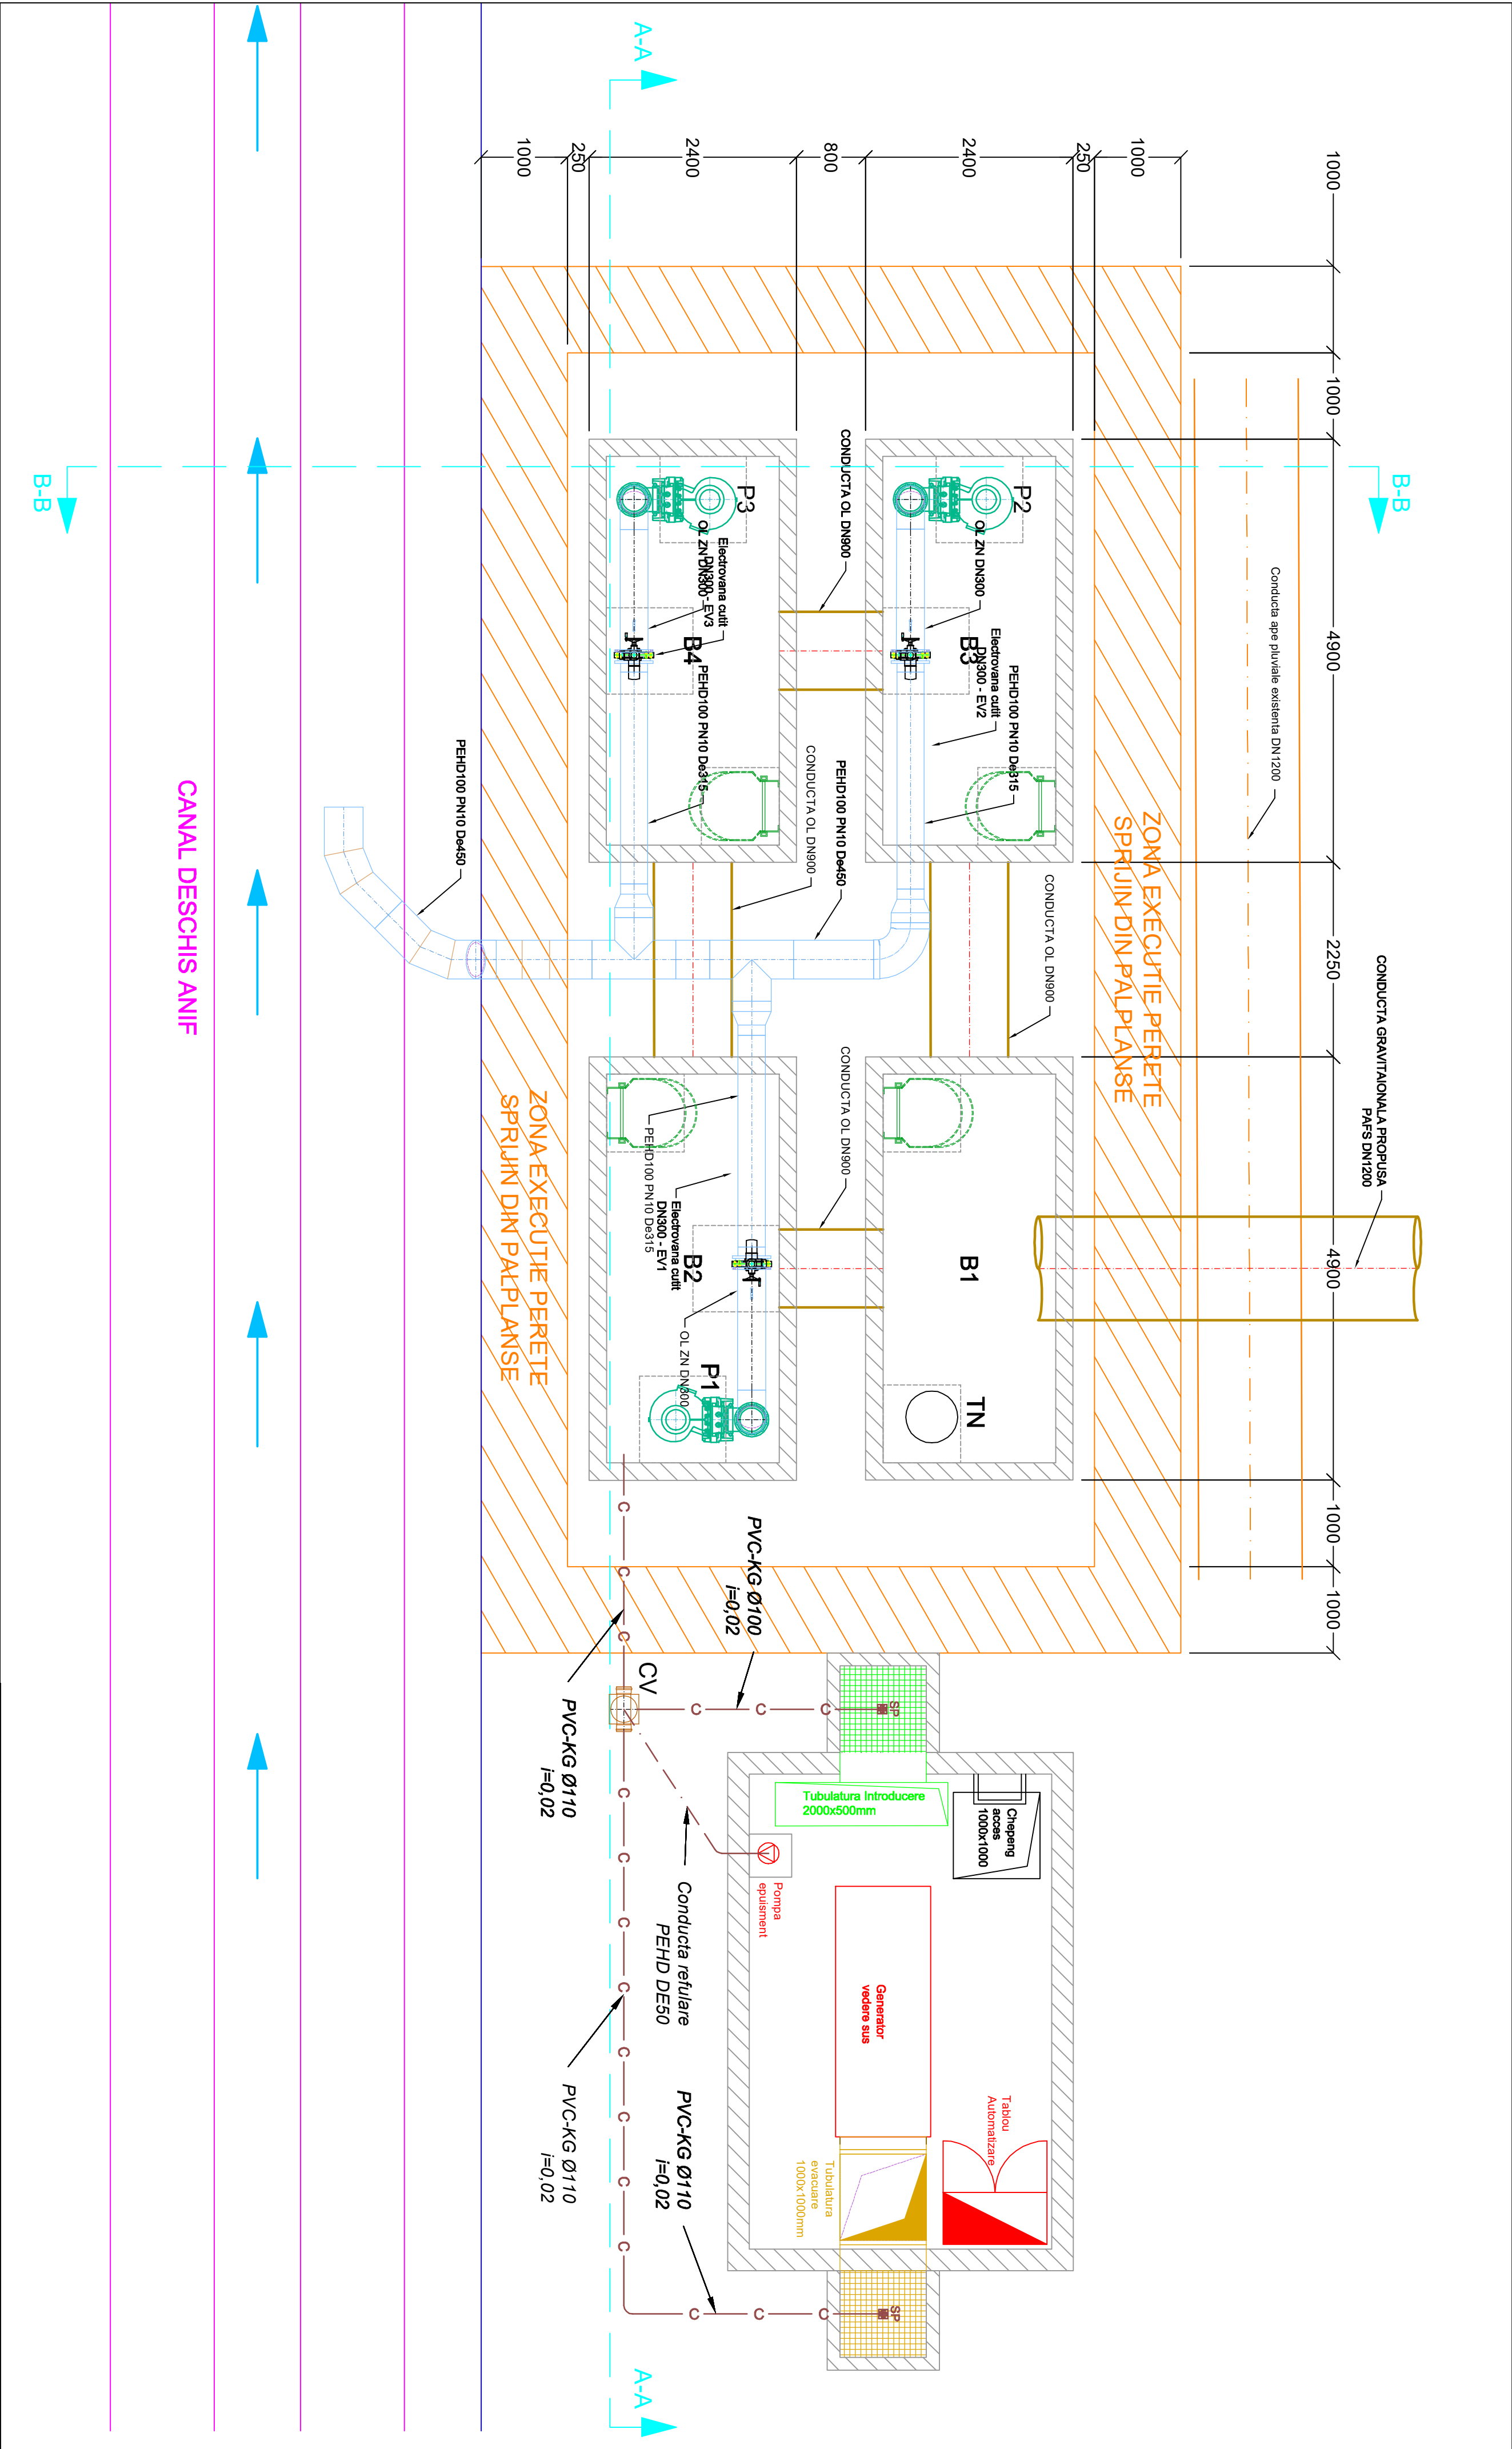 A-A
1000
250
2400
800
2400
250
1000
1000
1000
4900
2250
4900
1000
1000
B-B
B-B
Conducta ape pluviale existenta DN1200
ZONA EXECUTIE PERETE
SPRIJIN DIN PALPLANSE
CONDUCTA GRAVITAIONALA PROPUSA
PAFS DN1200
P2
OL ZN DN300
Electrovana cutit
DN300 - EV2
B3
PEHD100 PN10 De315
CONDUCTA OL DN900
P3
OL ZN DN300
Electrovana cutit
DN300 - EV3
B4
PEHD100 PN10 De315
CONDUCTA OL DN900
PEHD100 PN10 De450
CONDUCTA OL DN900
PEHD100 PN10 De450
CONDUCTA OL DN900
B1
TN
PEHD100 PN10 De315
Electrovana cutit
DN300 - EV1
B2
OL ZN DN300
P1
ZONA EXECUTIE PERETE
SPRIJIN DIN PALPLANSE
CANAL DESCHIS ANIF
C
C
C
PVC-KG Ø100
i=0,02
PVC-KG Ø110
i=0,02
CV
C
C
C
SP
Tubulatura Introducere
2000x500mm
Chepeng
acces
1000x1000
Pompa
epuisment
Conducta refulare
PEHD DE50
Generator
vedere sus
Tablou
Automatizare
Tubulatura
evacuare
1000x1000mm
C
C
C
C
C
C
C
C
PVC-KG Ø110
i=0,02
PVC-KG Ø110
i=0,02
C
C
C
SP
A-A